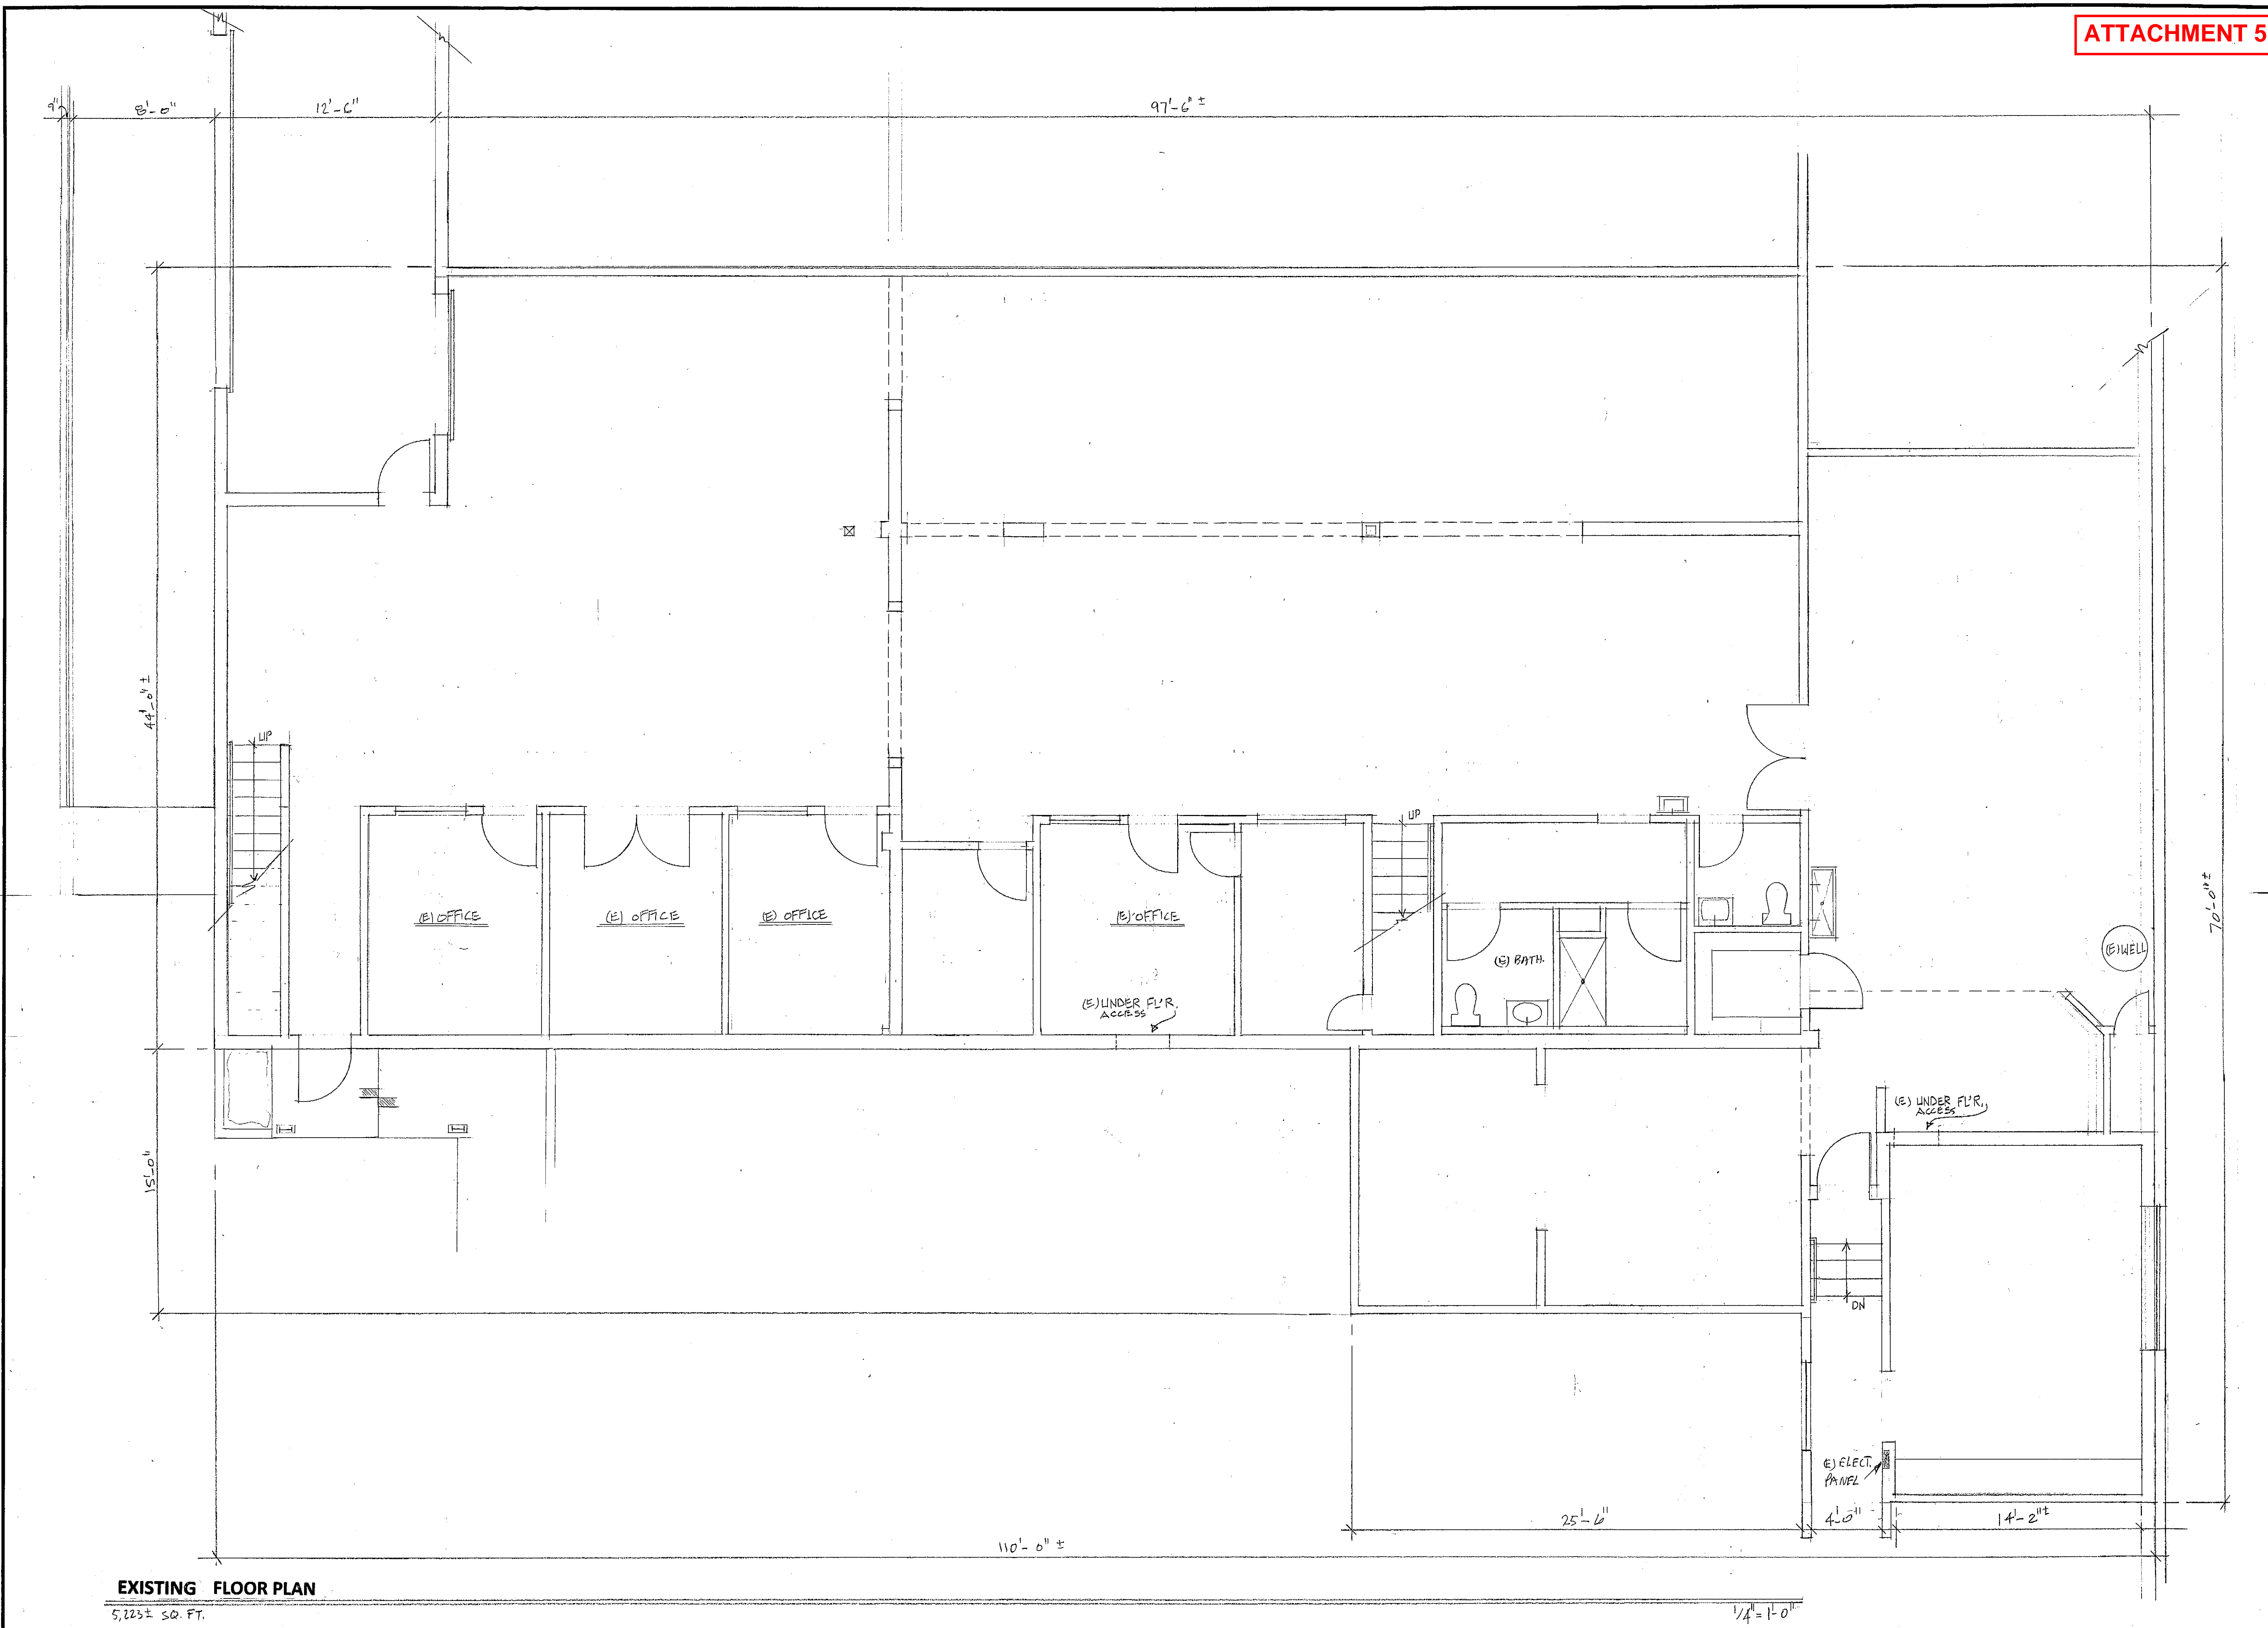 ATTACHMENT 5
9"
8'-0"
12'-6"
97'-6" ±
44'-0" ±
UP
UP
(E) OFFICE
(E) OFFICE
(E) OFFICE
(E) OFFICE
(E) BATH.
(E) WELL
70'-0" ±
(E) UNDER FL'R.
ACCESS
(E) UNDER FL'R.
ACCESS
15'-0"
DN
(E) ELECT.
PANEL
25'-6"
4'-0"
14'-2" ±
110'-0" ±
EXISTING FLOOR PLAN
5,223± SQ. FT.
1/4" = 1'-0"